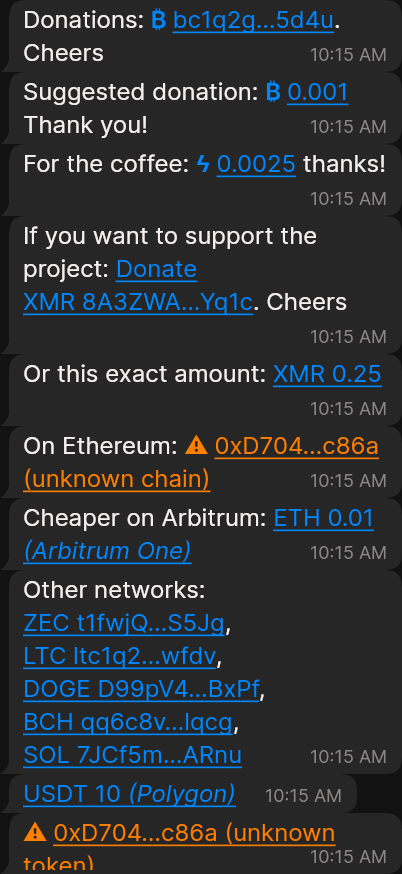 Donations: ₿ bc1q2g…5d4u.
Cheers
10:15 AM
Suggested donation: ₿ 0.001
Thank you!
10:15 AM
For the coffee: ϟ 0.0025 thanks!
10:15 AM
If you want to support the
project: Donate
XMR 8A3ZWA…Yq1c. Cheers
10:15 AM
Or this exact amount: XMR 0.25
10:15 AM
On Ethereum: ⚠ 0xD704…c86a
(unknown chain)
10:15 AM
Cheaper on Arbitrum: ETH 0.01
(Arbitrum One)
10:15 AM
Other networks:
ZEC t1fwjQ…S5Jg,
LTC ltc1q2…wfdv,
DOGE D99pV4…BxPf,
BCH qq6c8v…lqcg,
SOL 7JCf5m…ARnu
10:15 AM
USDT 10 (Polygon)
10:15 AM
⚠ 0xD704…c86a (unknown
token)
10:15 AM